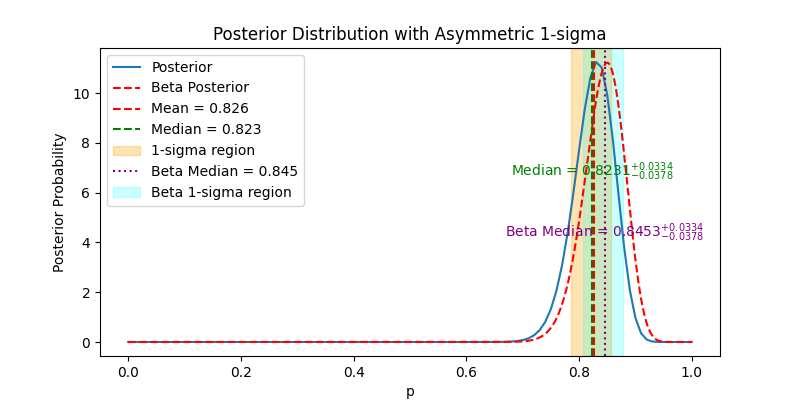 Posterior Distribution with Asymmetric 1-sigma
Posterior
Beta Posterior
Mean = 0.826
Median = 0.823
1-sigma region
Beta Median = 0.845
Beta 1-sigma region
Median = 0.8231+0.0334 −0.0378
Beta Median = 0.8453+0.0334 −0.0378
Posterior Probability
10
8
6
4
2
0
0.0 0.2 0.4 0.6 0.8 1.0
p